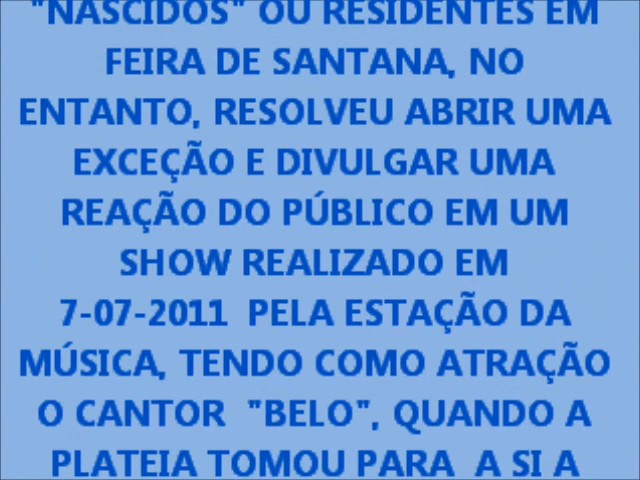 "NASCIDOS" OU RESIDENTES EM
FEIRA DE SANTANA, NO
ENTANTO, RESOLVEU ABRIR UMA
EXCEÇÃO E DIVULGAR UMA
REAÇÃO DO PÚBLICO EM UM
SHOW REALIZADO EM
7-07-2011 PELA ESTAÇÃO DA
MÚSICA, TENDO COMO ATRAÇÃO
O CANTOR "BELO", QUANDO A
PLATEIA TOMOU PARA A SI A